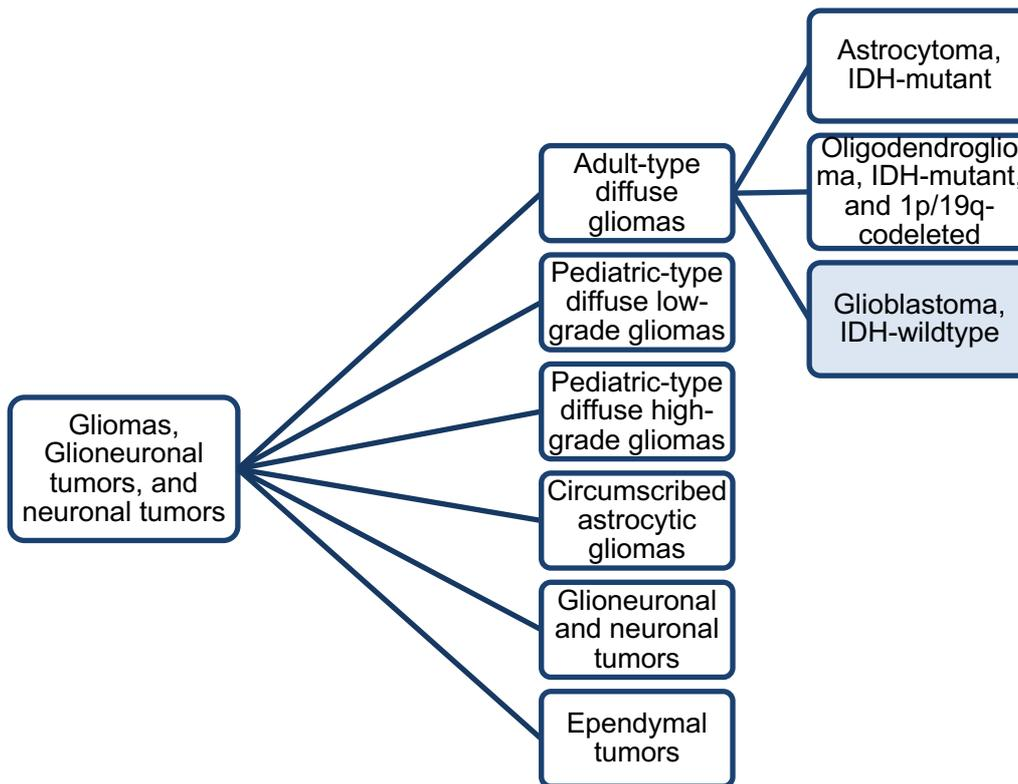 Astrocytoma,
IDH-mutant
Oligodendroglio
ma, IDH-mutant,
and 1p/19q-
codeleted
Glioblastoma,
IDH-wildtype
Adult-type
diffuse
gliomas
Pediatric-type
diffuse low-
grade gliomas
Pediatric-type
diffuse high-
grade gliomas
Circumscribed
astrocytic
gliomas
Glioneuronal
and neuronal
tumors
Ependymal
tumors
Gliomas,
Glioneuronal
tumors, and
neuronal tumors